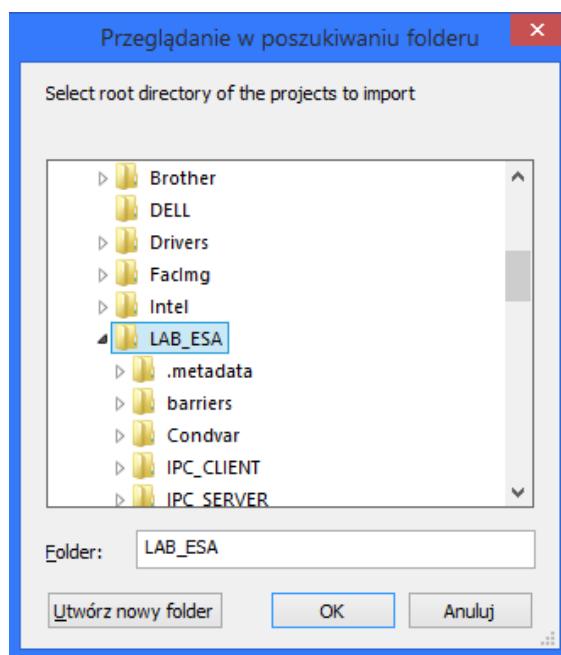 Przeglądanie w poszukiwaniu folderu
Select root directory of the projects to import
Brother
DELL
Drivers
FacImg
Intel
LAB_ESA
.metadata
barriers
Condvar
IPC_CLIENT
IPC_SERVER
Folder: LAB_ESA
Utwórz nowy folder OK Anuluj